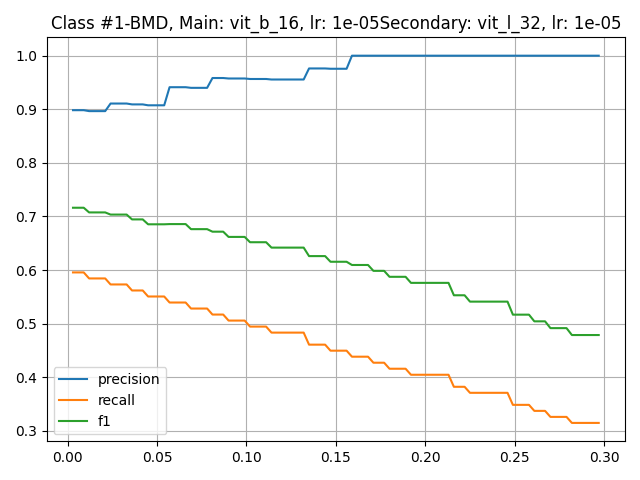 Class #1-BMD, Main: vit_b_16, lr: 1e-05Secondary: vit_l_32, lr: 1e-05
1.0
0.9
0.8
0.7
0.6
0.5
0.4
0.3
precision
recall
f1
0.00 0.05 0.10 0.15 0.20 0.25 0.30